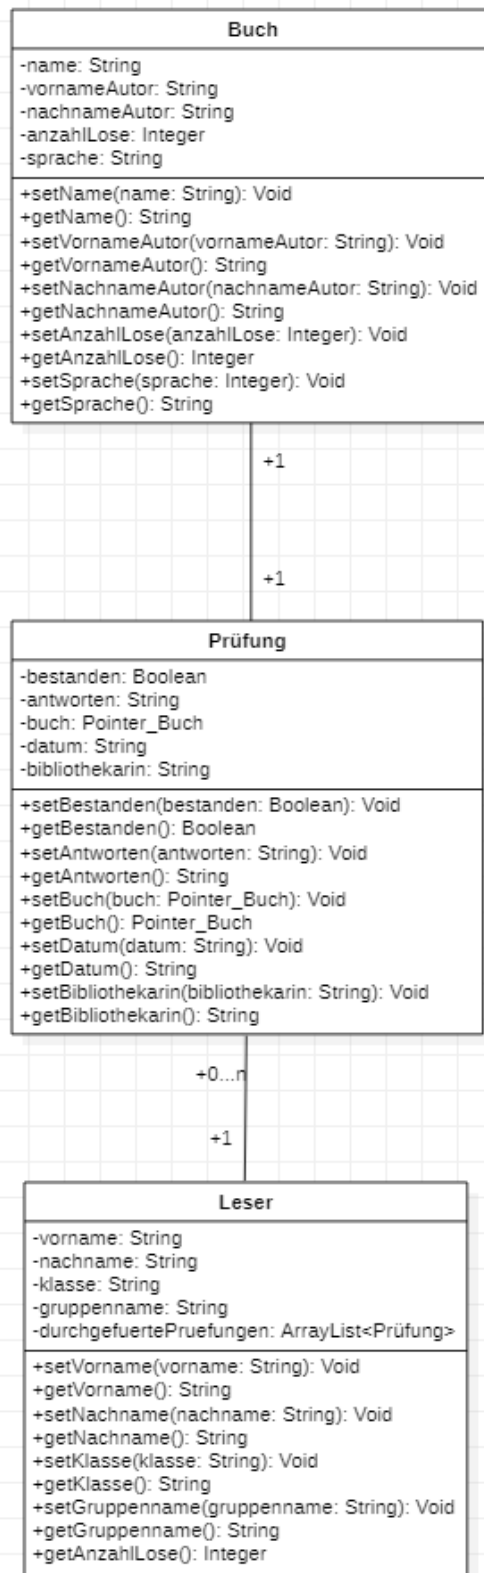 Buch
-name: String
-vornameAutor: String
-nachnameAutor: String
-anzahlLose: Integer
-sprache: String
+setName(name: String): Void
+getName(): String
+setVornameAutor(vornameAutor: String): Void
+getVornameAutor(): String
+setNachnameAutor(nachnameAutor: String): Void
+getNachnameAutor(): String
+setAnzahlLose(anzahlLose: Integer): Void
+getAnzahlLose(): Integer
+setSprache(sprache: Integer): Void
+getSprache(): String
+1
+1
Prüfung
-bestanden: Boolean
-antworten: String
-buch: Pointer_Buch
-datum: String
-bibliothekarin: String
+setBestanden(bestanden: Boolean): Void
+getBestanden(): Boolean
+setAntworten(antworten: String): Void
+getAntworten(): String
+setBuch(buch: Pointer_Buch): Void
+getBuch(): Pointer_Buch
+setDatum(datum: String): Void
+getDatum(): String
+setBibliothekarin(bibliothekarin: String): Void
+getBibliothekarin(): String
+0...n
+1
Leser
-vorname: String
-nachname: String
-klasse: String
-gruppenname: String
-durchgefuertePruefungen: ArrayList<Prüfung>
+setVorname(vorname: String): Void
+getVorname(): String
+setNachname(nachname: String): Void
+getNachname(): String
+setKlasse(klasse: String): Void
+getKlasse(): String
+setGruppenname(gruppenname: String): Void
+getGruppenname(): String
+getAnzahlLose(): Integer